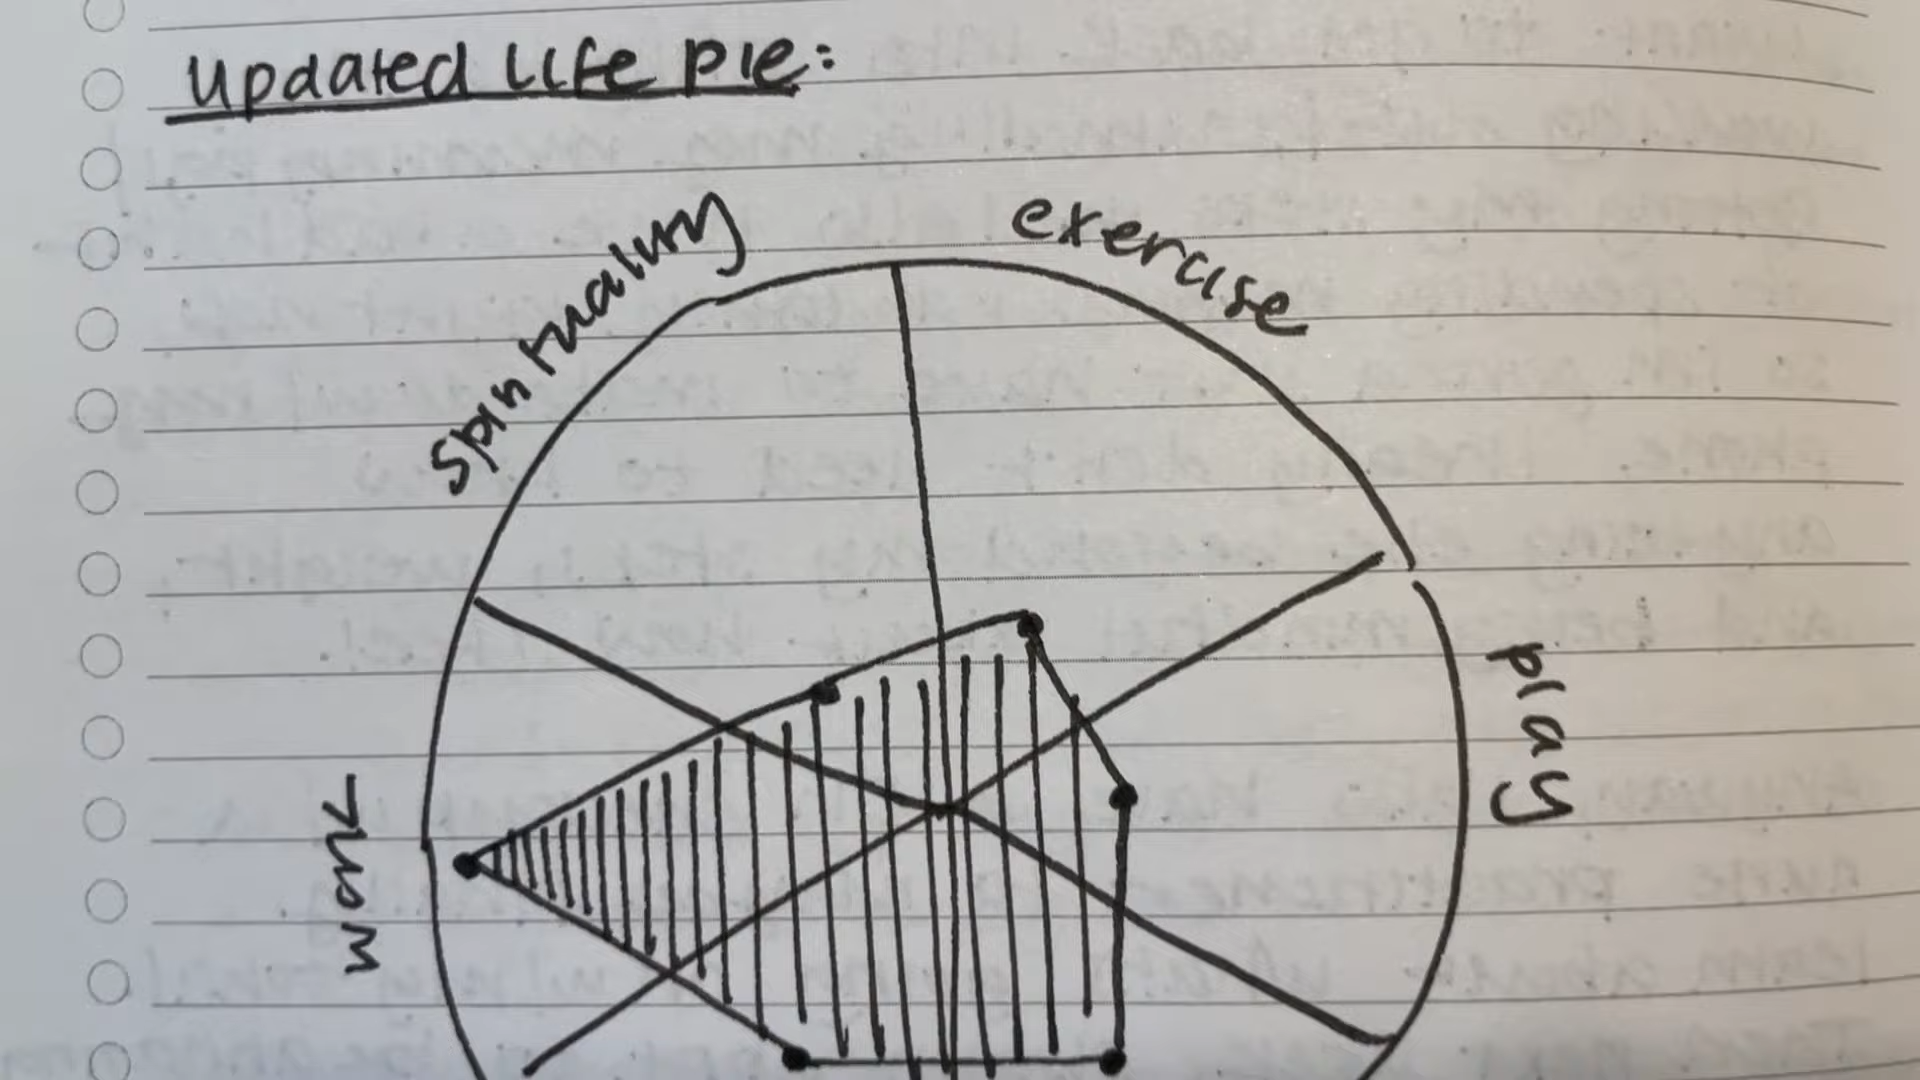 Updated Life Pie:
spirituality
exercise
play
work